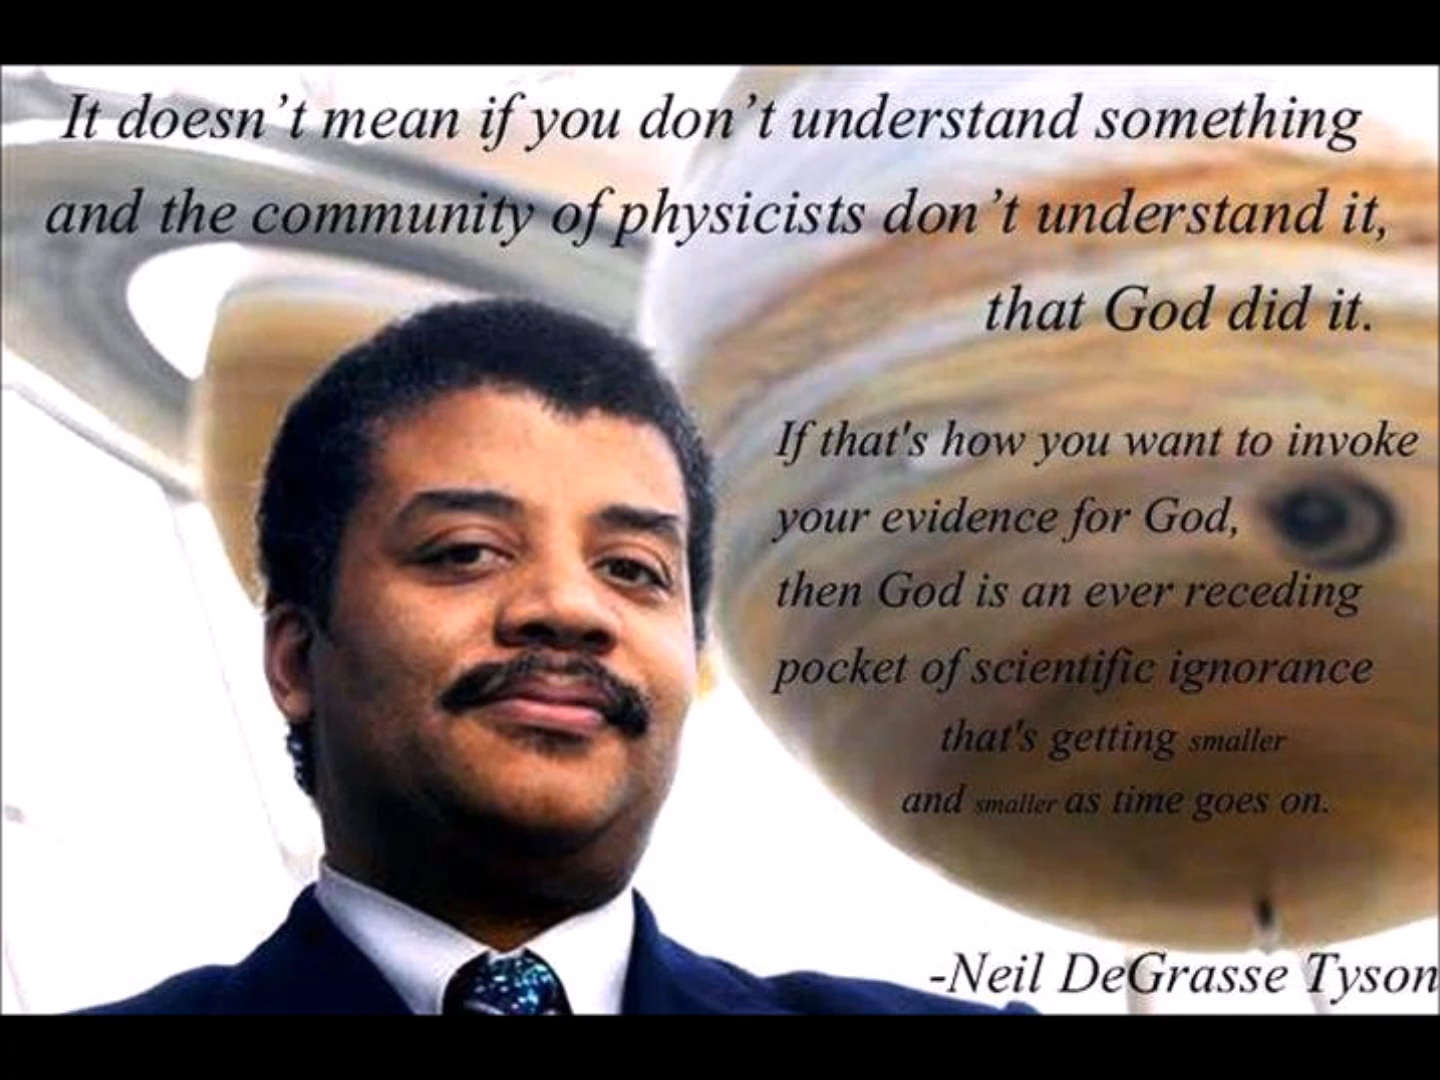 It doesn’t mean if you don’t understand something
and the community of physicists don’t understand it,
that God did it.
If that's how you want to invoke
your evidence for God,
then God is an ever receding
pocket of scientific ignorance
that's getting smaller
and smaller as time goes on.
-Neil DeGrasse Tyson